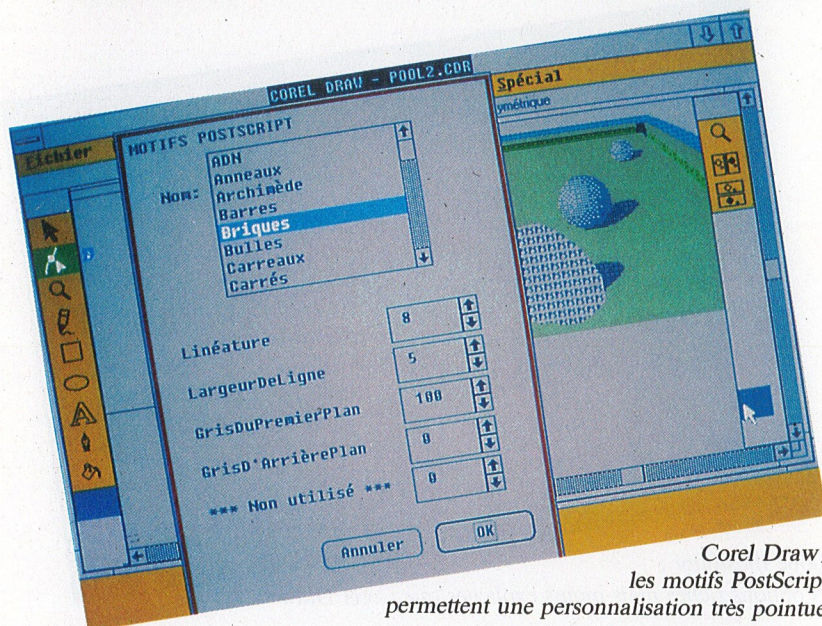 COREL DRAW - POOL2.CDR
Fichier
Spécial
ymétrique
MOTIFS POSTSCRIPT
Nom:
ADN
Anneaux
Archimède
Barres
Briques
Bulles
Carreaux
Carrés
Linéature 8
LargeurDeLigne 5
GrisDuPremierPlan 100
GrisD'ArrièrePlan 0
*** Non utilisé *** 0
Annuler OK
Corel Draw,
les motifs PostScrip
permettent une personnalisation très pointue